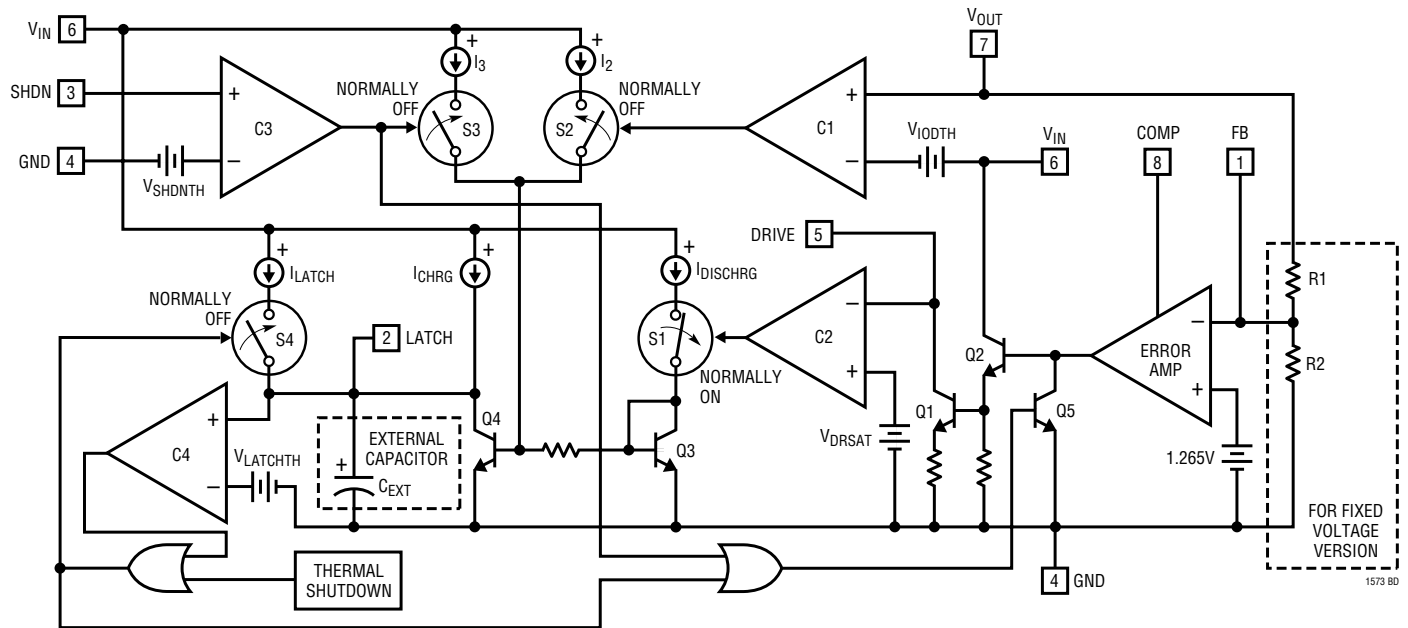 VIN 6
SHDN 3
GND 4
VSHDNTH
+
C3
−
NORMALLY
OFF
+
I3
S3
+
I2
S2
NORMALLY
OFF
+
C1
−
VOUT
7
VIODTH
VIN
6
COMP
8
FB
1
DRIVE 5
+
ILATCH
NORMALLY
OFF
S4
+
ICHRG
2 LATCH
+
IDISCHRG
S1
NORMALLY
ON
−
C2
+
VDRSAT
Q1
Q2
Q5
−
ERROR
AMP
+
1.265V
R1
R2
FOR FIXED
VOLTAGE
VERSION
+
C4
−
VLATCHTH
EXTERNAL
CAPACITOR
+
CEXT
Q4
Q3
THERMAL
SHUTDOWN
4 GND
1573 BD